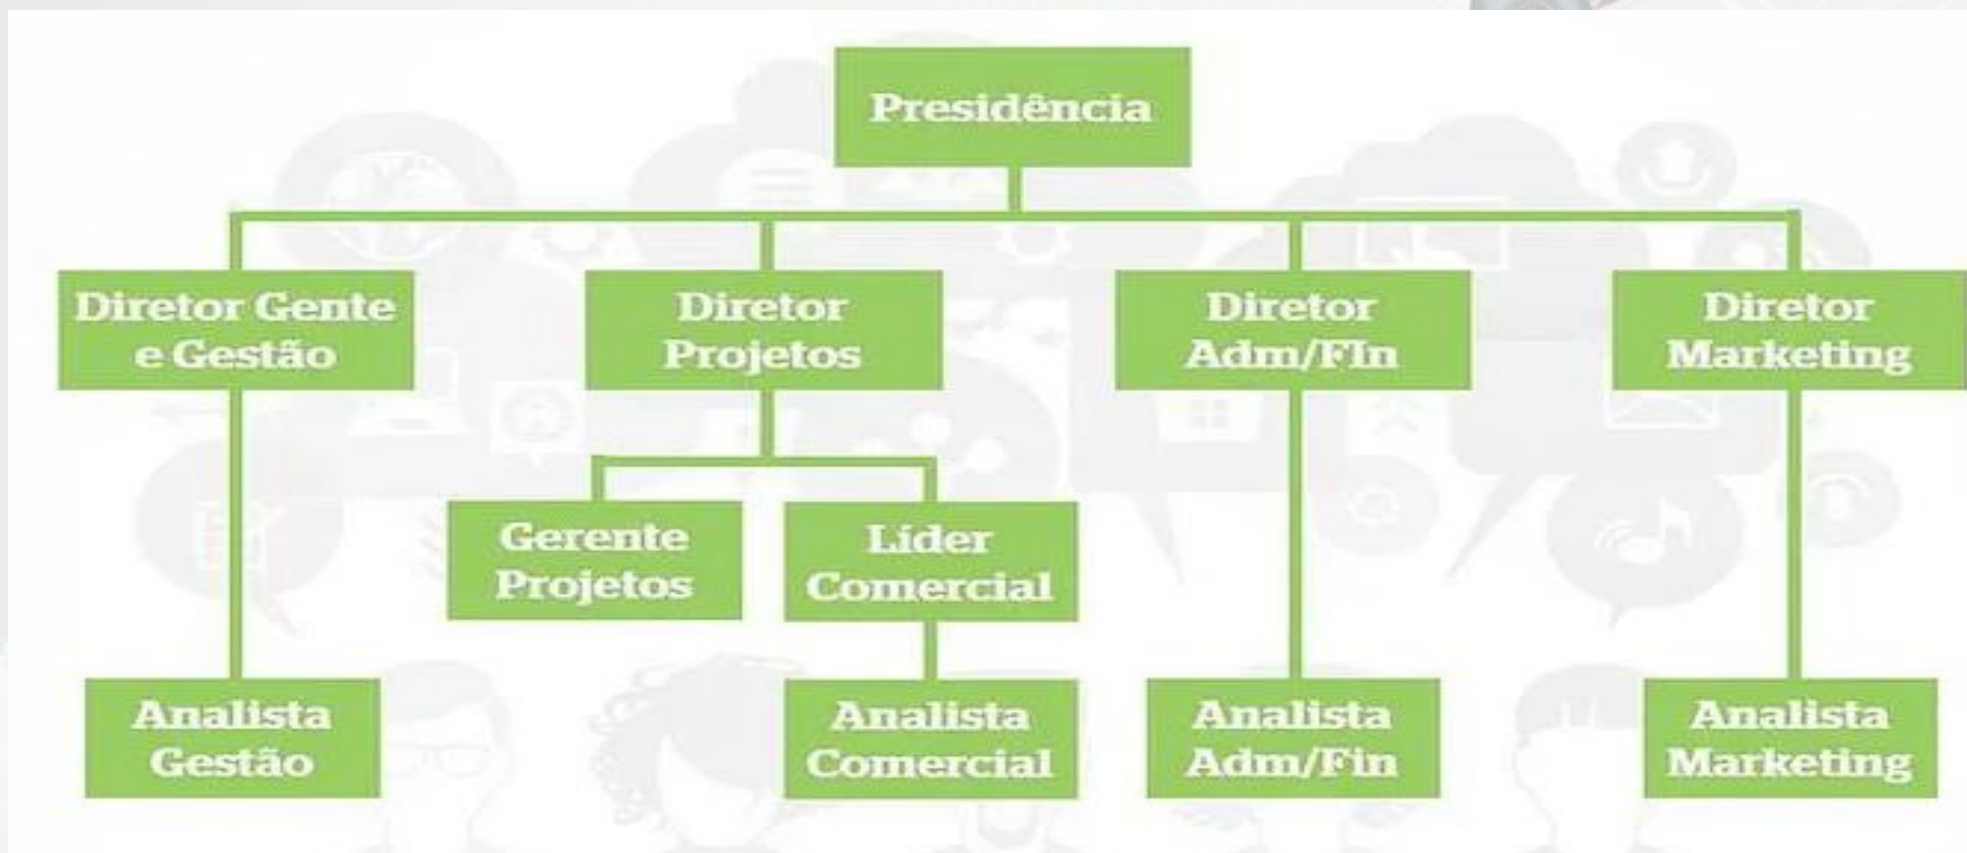 Presidência
Diretor Gente
e Gestão
Diretor
Projetos
Diretor
Adm/FIn
Diretor
Marketing
Gerente
Projetos
Líder
Comercial
Analista
Gestão
Analista
Comercial
Analista
Adm/Fin
Analista
Marketing